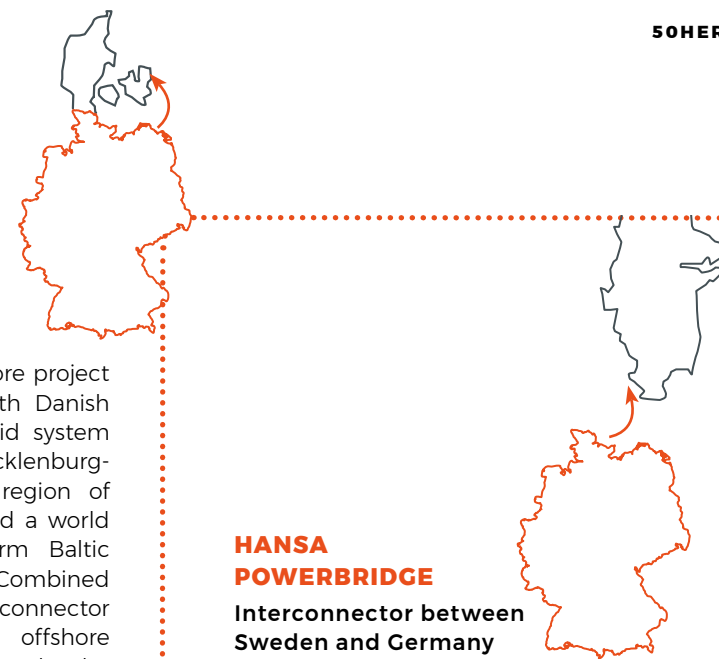 50HER
ore project
th Danish
id system
cklenburg-
region of
d a world
rm Baltic
Combined
connector
offshore
HANSA
POWERBRIDGE
Interconnector between
Sweden and Germany